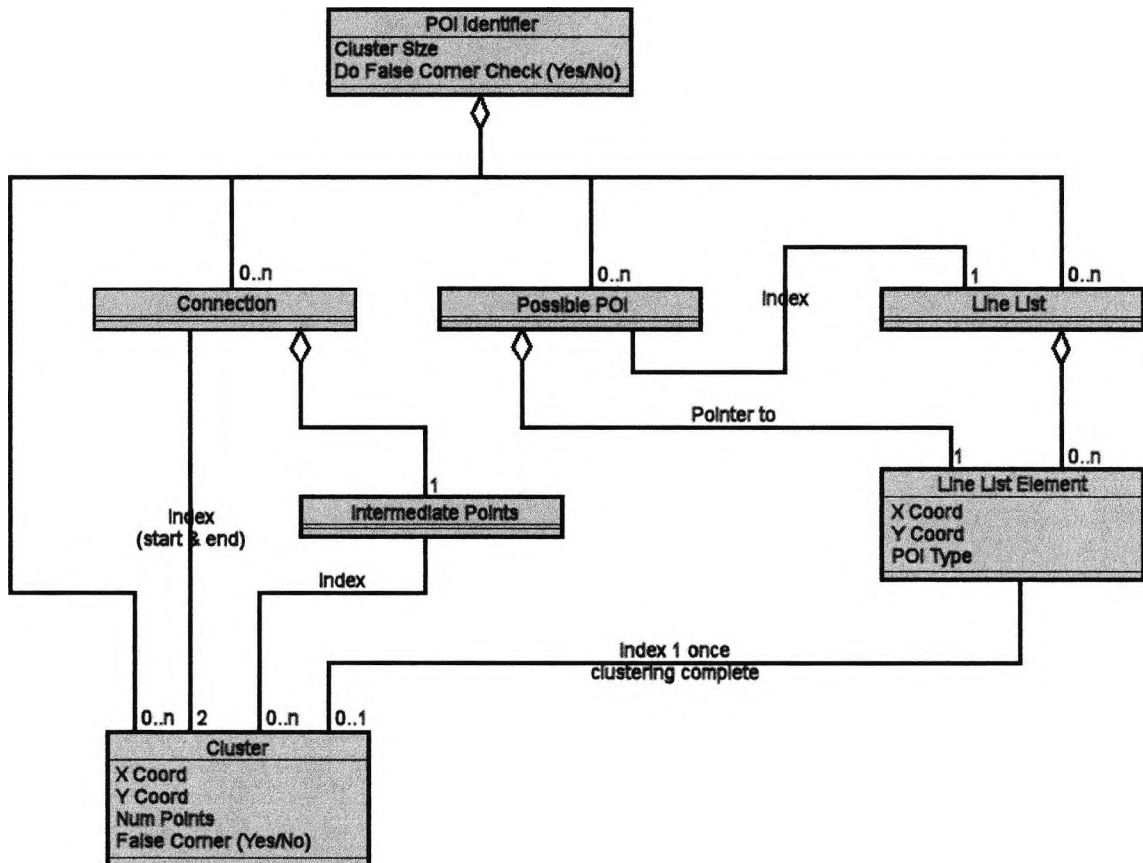 POI Identifier
Cluster Size
Do False Corner Check (Yes/No)
0..n
0..n
1
0..n
Connection
Possible POI
Index
Line List
Pointer to
1
0..n
1
Intermediate Points
Line List Element
X Coord
Y Coord
POI Type
Index
(start & end)
Index
Index 1 once
clustering complete
0..n
2
0..n
0..1
Cluster
X Coord
Y Coord
Num Points
False Corner (Yes/No)